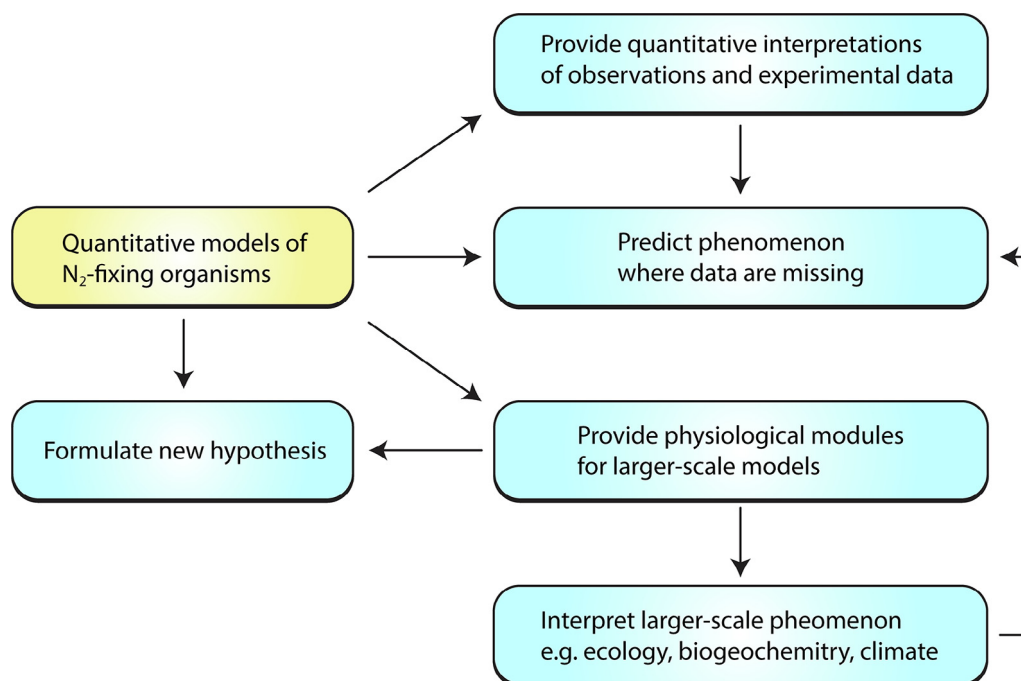 Provide quantitative interpretations
of observations and experimental data
Quantitative models of
N₂-fixing organisms
Predict phenomenon
where data are missing
Formulate new hypothesis
Provide physiological modules
for larger-scale models
Interpret larger-scale pheomenon
e.g. ecology, biogeochemitry, climate